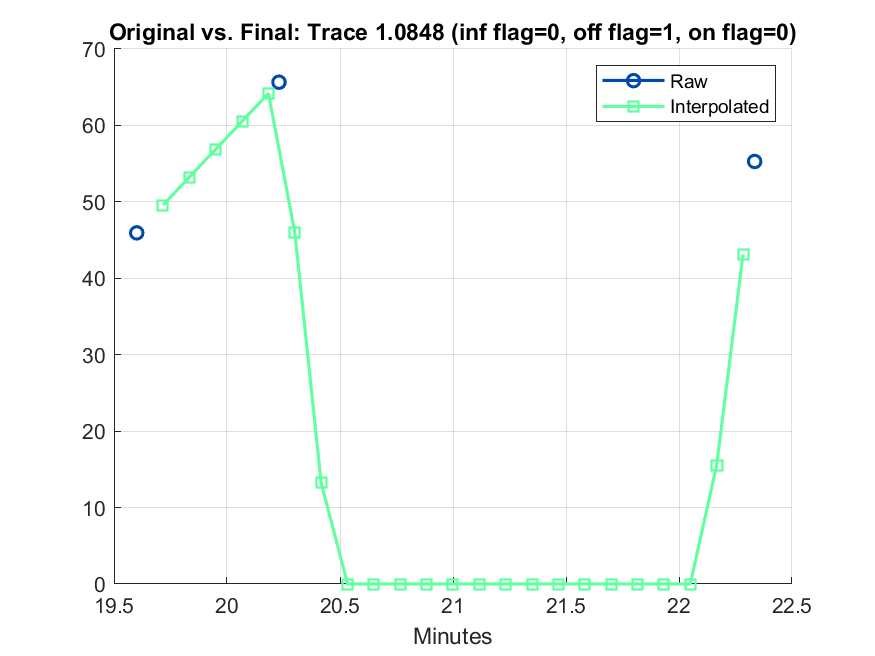 Original vs. Final: Trace 1.0848 (inf flag=0, off flag=1, on flag=0)
70
60
50
40
30
20
10
0
Raw
Interpolated
19.5 20 20.5 21 21.5 22 22.5
Minutes